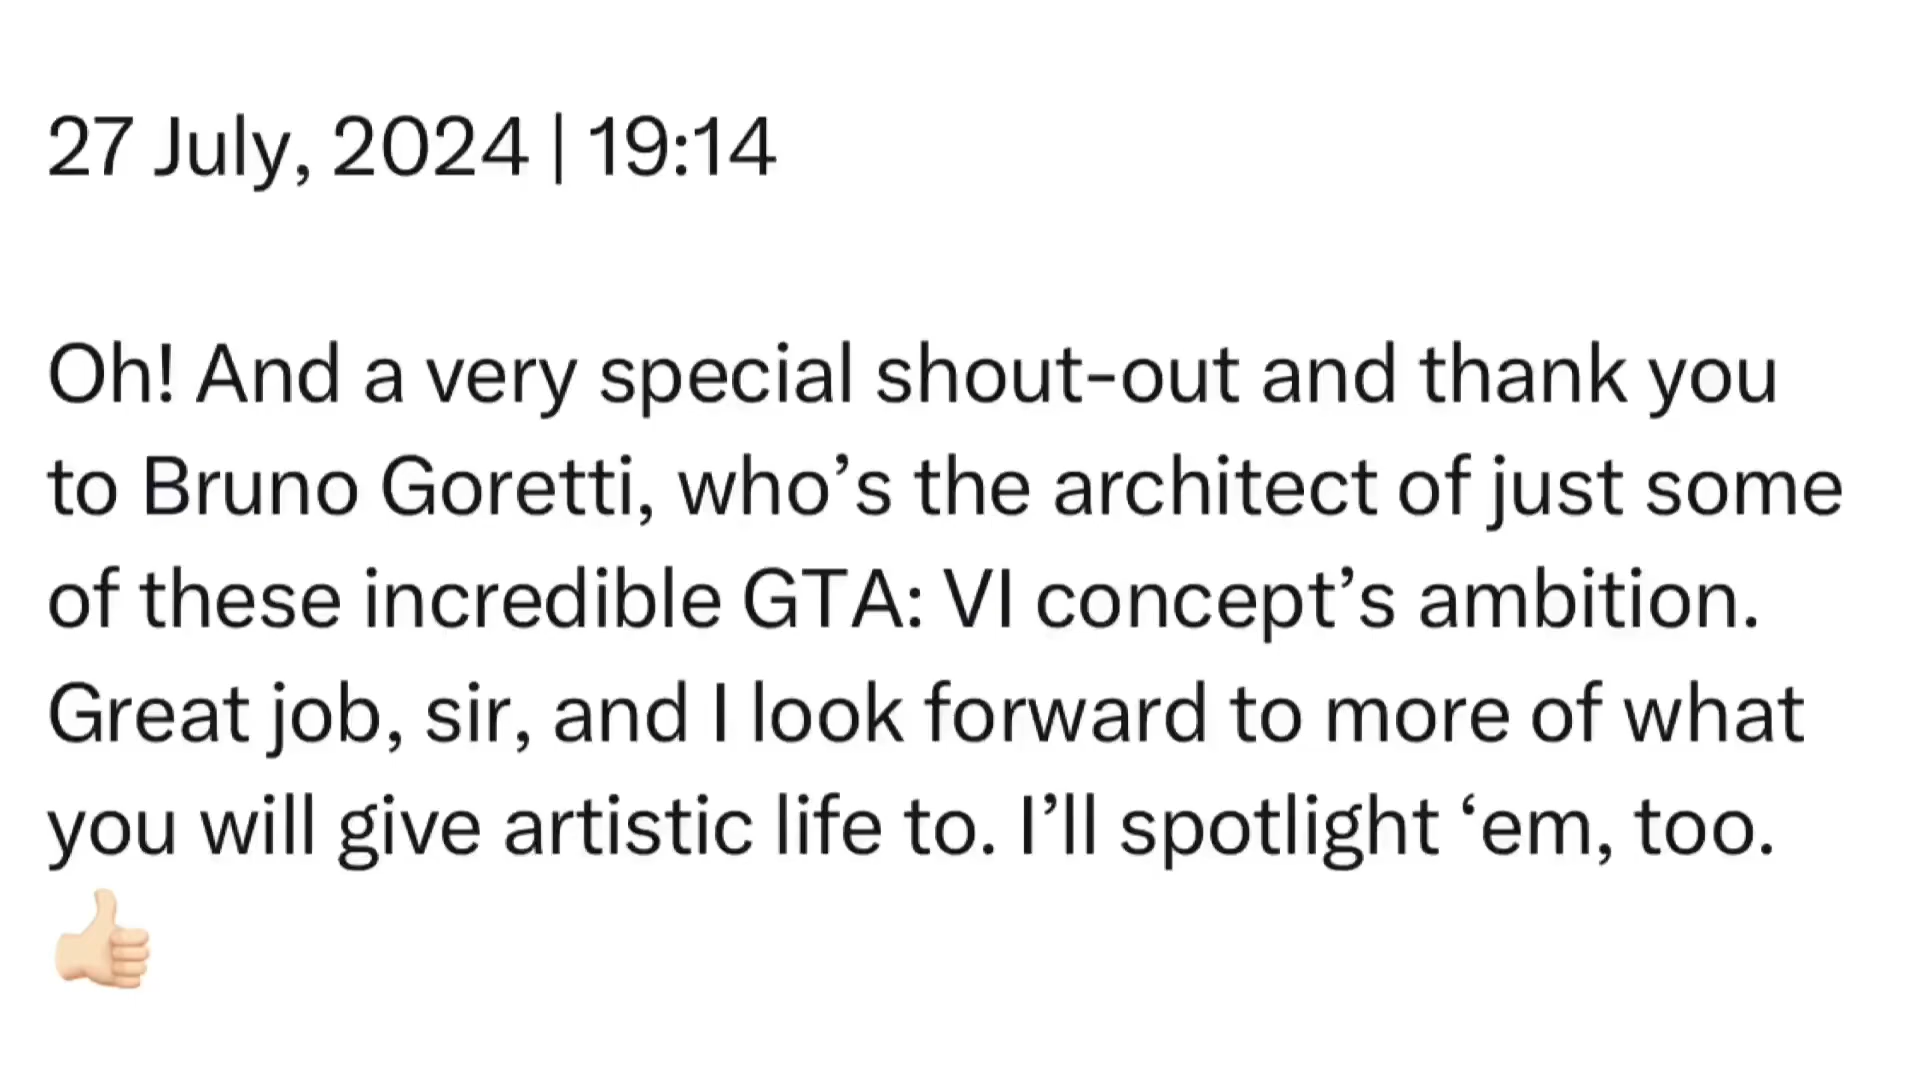 27 July, 2024 | 19:14
Oh! And a very special shout-out and thank you
to Bruno Goretti, who’s the architect of just some
of these incredible GTA: VI concept’s ambition.
Great job, sir, and I look forward to more of what
you will give artistic life to. I’ll spotlight ‘em, too.
👍🏻